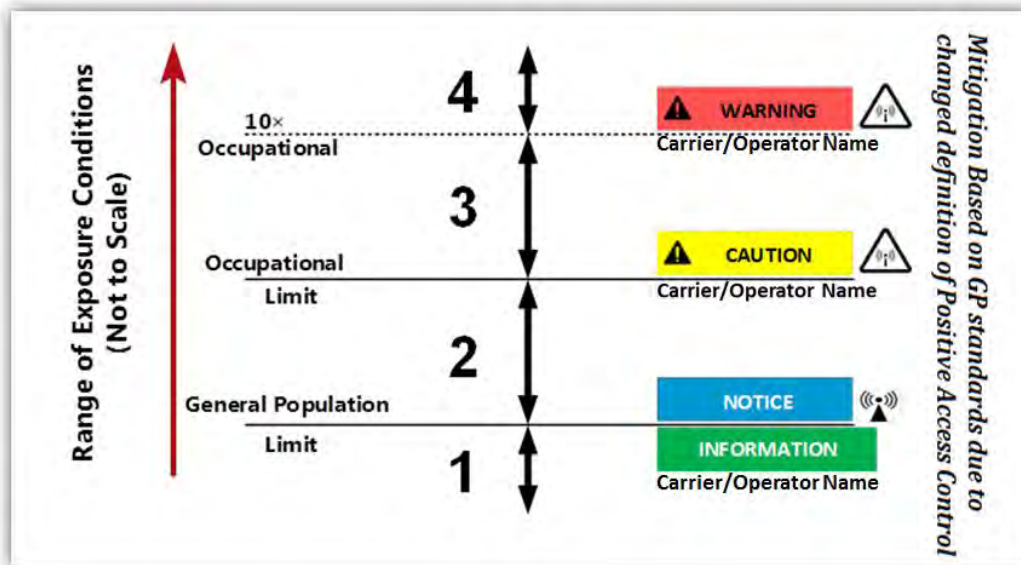 Range of Exposure Conditions
(Not to Scale)
4
10×
Occupational
WARNING
Carrier/Operator Name
3
Occupational
Limit
CAUTION
Carrier/Operator Name
2
General Population
Limit
NOTICE
INFORMATION
Carrier/Operator Name
1
Mitigation Based on GP standards due to
changed definition of Positive Access Control